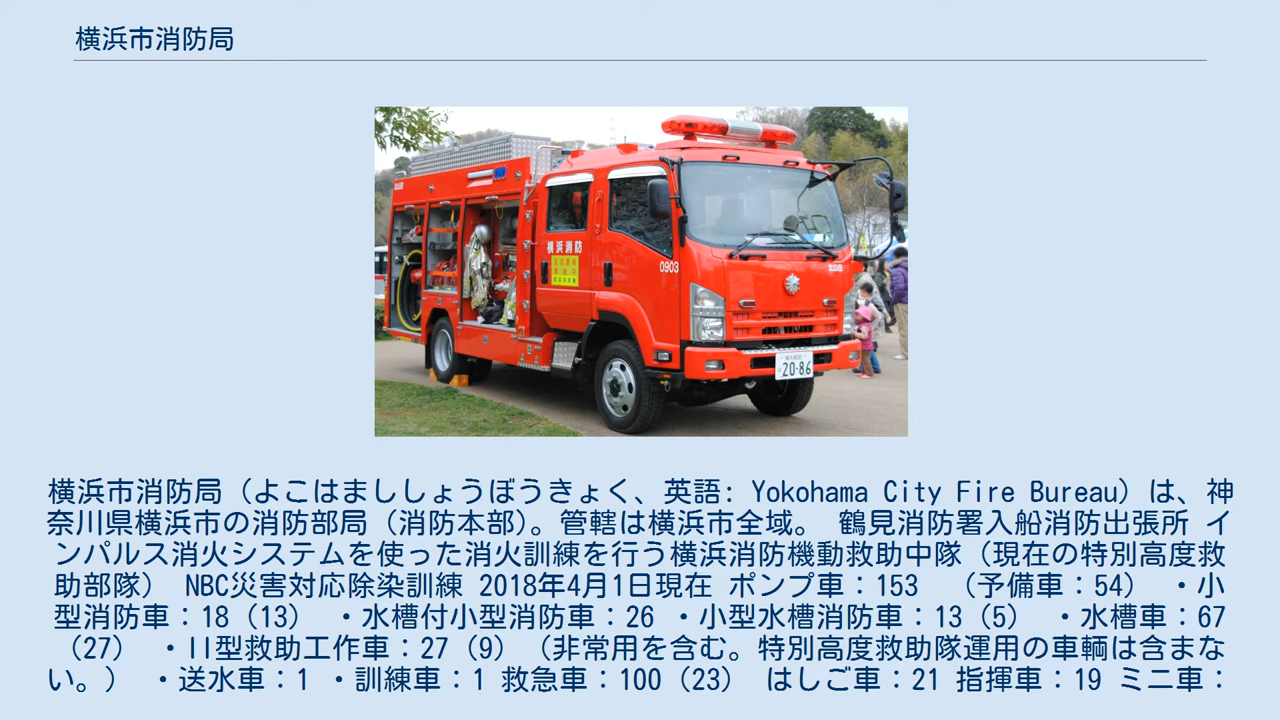 横浜市消防局
横浜消防
0903
2086
横浜市消防局（よこはまししょうぼうきょく、英語: Yokohama City Fire Bureau）は、神
奈川県横浜市の消防部局（消防本部）。管轄は横浜市全域。 鶴見消防署入船消防出張所 イ
ンパルス消火システムを使った消火訓練を行う横浜消防機動救助中隊（現在の特別高度救
助部隊） NBC災害対応除染訓練 2018年4月1日現在 ポンプ車：153 （予備車：54） ・小
型消防車：18（13） ・水槽付小型消防車：26 ・小型水槽消防車：13（5） ・水槽車：67
（27） ・II型救助工作車：27（9）（非常用を含む。特別高度救助隊運用の車輌は含まな
い。） ・送水車：1 ・訓練車：1 救急車：100（23） はしご車：21 指揮車：19 ミニ車：